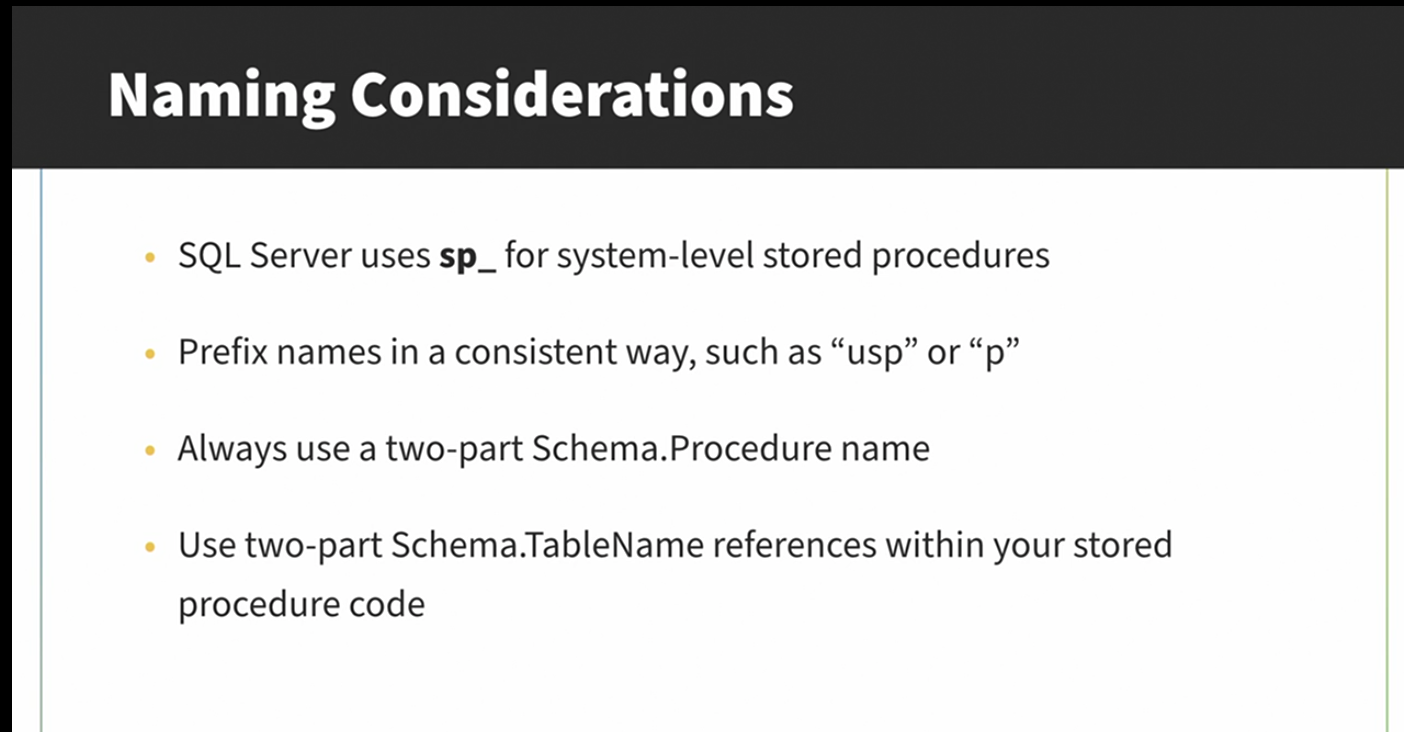 Naming Considerations
• SQL Server uses sp_ for system-level stored procedures
• Prefix names in a consistent way, such as “usp” or “p”
• Always use a two-part Schema.Procedure name
• Use two-part Schema.TableName references within your stored
procedure code